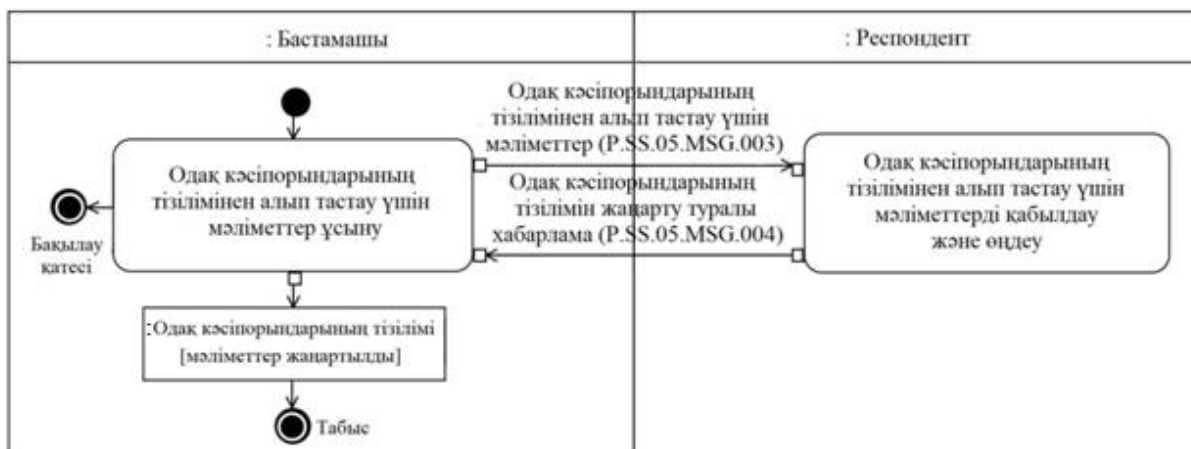 : Бастамашы
: Респондент
Одақ кәсіпорындарының
тізілімінен алып тастау үшін
мәліметтер (P.SS.05.MSG.003)
Одақ кәсіпорындарының
тізілімінен алып тастау үшін
мәліметтер ұсыну
Одақ кәсіпорындарының
тізілімін жаңарту туралы
хабарлама (P.SS.05.MSG.004)
Одақ кәсіпорындарының
тізілімінен алып тастау үшін
мәліметтерді қабылдау
және өңдеу
Бақылау
қатесі
:Одақ кәсіпорындарының тізілімі
[мәліметтер жаңартылды]
Табыс